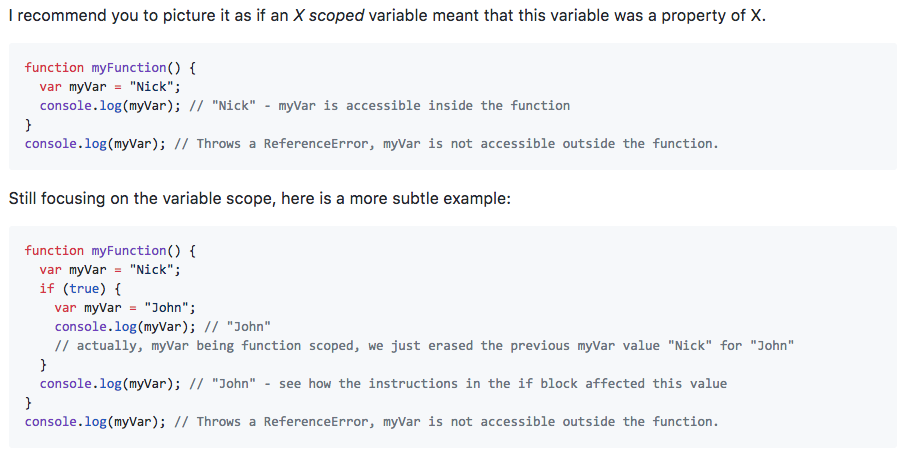 I recommend you to picture it as if an X scoped variable meant that this variable was a property of X.
function myFunction() {
  var myVar = "Nick";
  console.log(myVar); // "Nick" - myVar is accessible inside the function
}
console.log(myVar); // Throws a ReferenceError, myVar is not accessible outside the function.
Still focusing on the variable scope, here is a more subtle example:
function myFunction() {
  var myVar = "Nick";
  if (true) {
    var myVar = "John";
    console.log(myVar); // "John"
    // actually, myVar being function scoped, we just erased the previous myVar value "Nick" for "John"
  }
  console.log(myVar); // "John" - see how the instructions in the if block affected this value
}
console.log(myVar); // Throws a ReferenceError, myVar is not accessible outside the function.